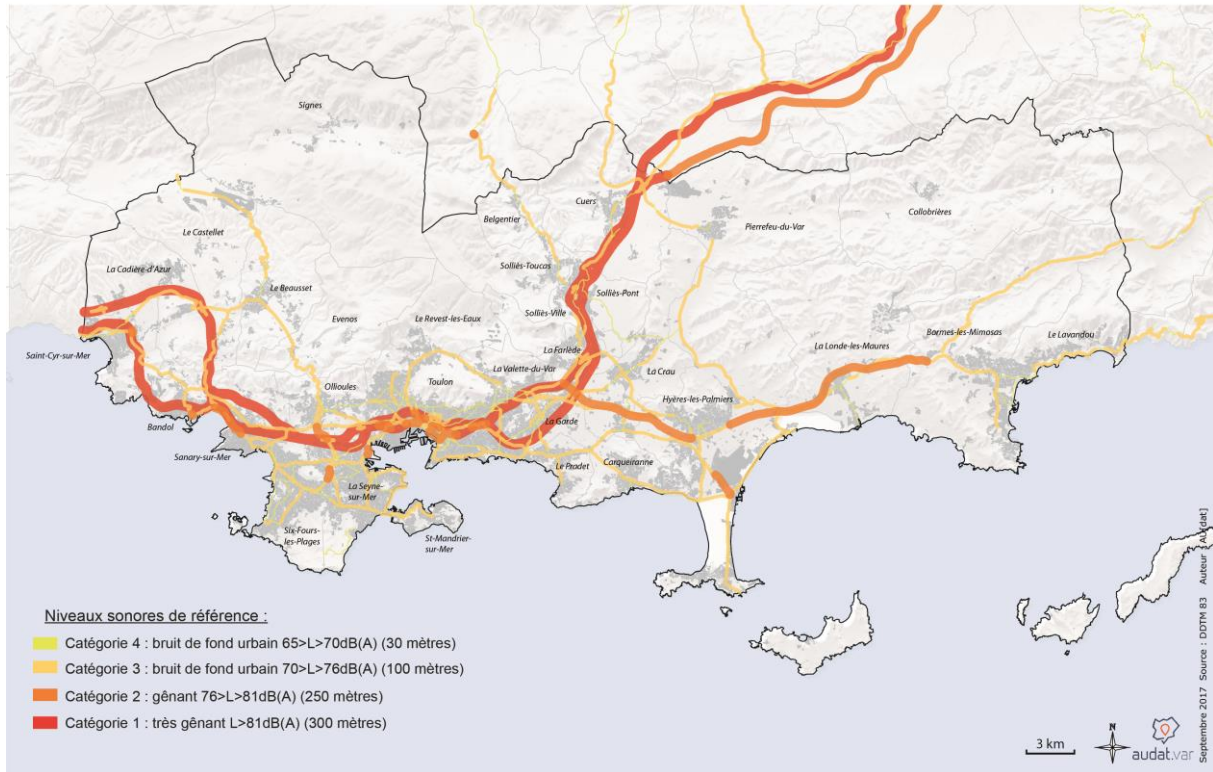 Signes
Cuers
Belgentier
Collobrières
Pierrefeu-du-Var
Le Castellet
La Cadière-d'Azur
Solliès-Toucas
Le Beausset
Solliès-Pont
Evenos
Le Revest-les-Eaux
Solliès-Ville
Bormes-les-Mimosas
Le Lavandou
La Londe-les-Maures
Saint-Cyr-sur-Mer
La Farlède
La Valette-du-Var
La Crau
Ollioules
Toulon
Hyères-les-Palmiers
Bandol
La Garde
Sanary-sur-Mer
Le Pradet
Carqueiranne
La Seyne-
sur-Mer
Six-Fours-
les-Plages
St-Mandrier-
sur-Mer
Niveaux sonores de référence :
Catégorie 4 : bruit de fond urbain 65>L>70dB(A) (30 mètres)
Catégorie 3 : bruit de fond urbain 70>L>76dB(A) (100 mètres)
Catégorie 2 : gênant 76>L>81dB(A) (250 mètres)
Catégorie 1 : très gênant L>81dB(A) (300 mètres)
3 km
N
audat.var
Septembre 2017 Source : DDTM 83 Auteur : AU[dat]